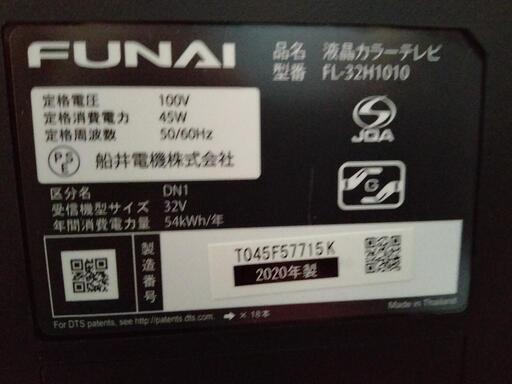 FUNAI
品名 液晶カラーテレビ
型番 FL-32H1010
定格電圧 100V
定格消費電力 45W
定格周波数 50/60Hz
PSE 船井電機株式会社
JQA
G
区分名 DN1
受信機型サイズ 32V
年間消費電力量 54kWh/年
製造番号
T045F57715K
2020年製
Made in Thailand
For DTS patents, see http://patents.dts.com.
→ × 18本